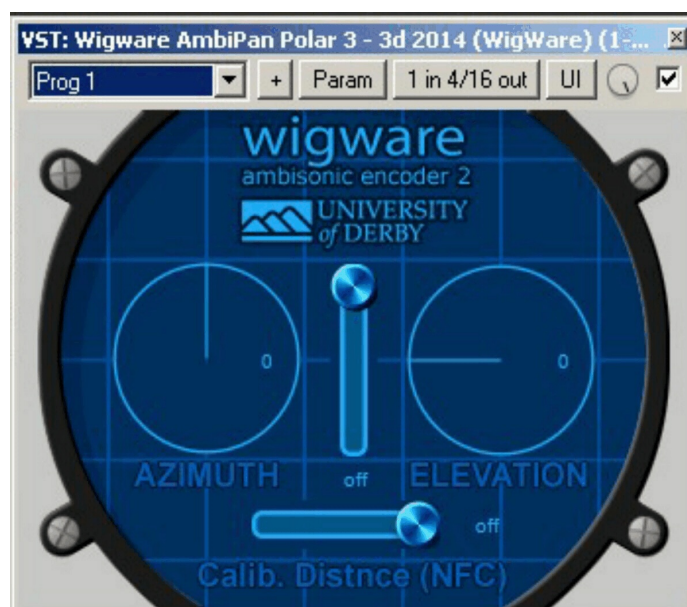 VST: Wigware AmbiPan Polar 3 - 3d 2014 (WigWare) (1-...
Prog 1 + Param 1 in 4/16 out UI
wigware
ambisonic encoder 2
UNIVERSITY
of DERBY
0 0
AZIMUTH off ELEVATION
off
Calib. Distnce (NFC)